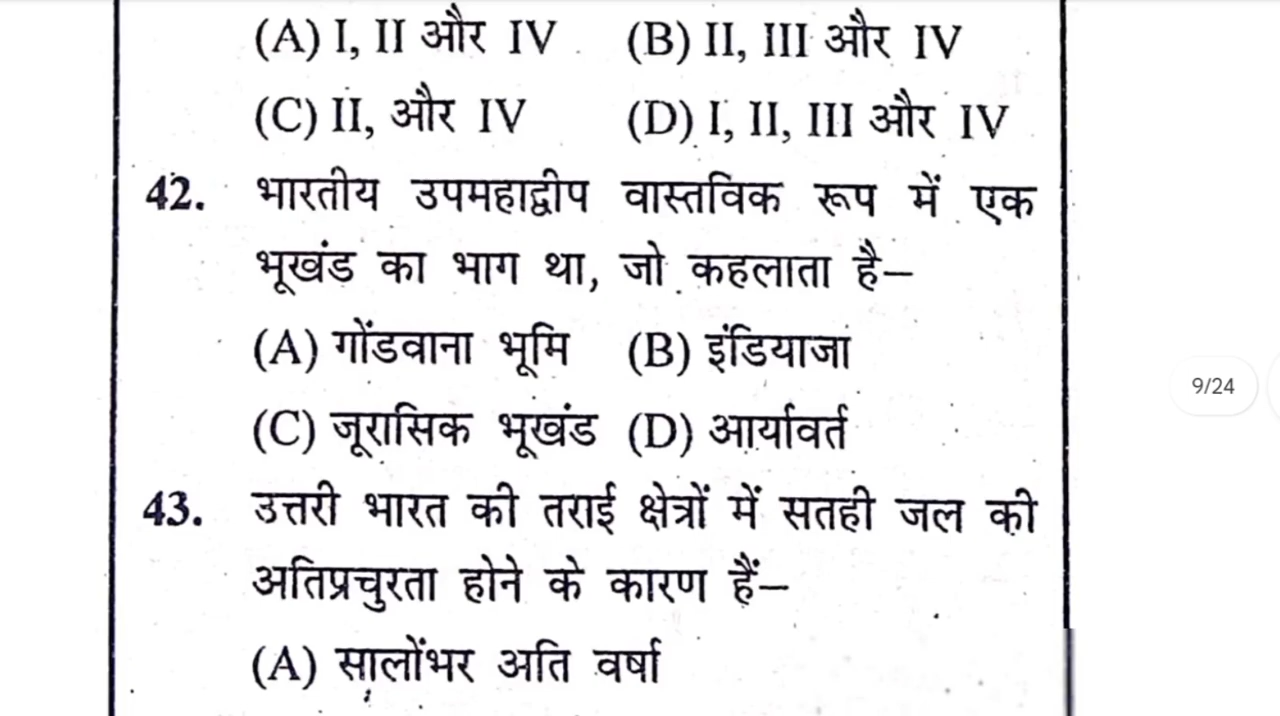 (A) I, II और IV (B) II, III और IV
(C) II, और IV (D) I, II, III और IV
42. भारतीय उपमहाद्वीप वास्तविक रूप में एक
भूखंड का भाग था, जो कहलाता है–
(A) गोंडवाना भूमि (B) इंडियाजा
(C) जूरासिक भूखंड (D) आर्यावर्त
9/24
43. उत्तरी भारत की तराई क्षेत्रों में सतही जल की
अतिप्रचुरता होने के कारण हैं–
(A) सालोंभर अति वर्षा